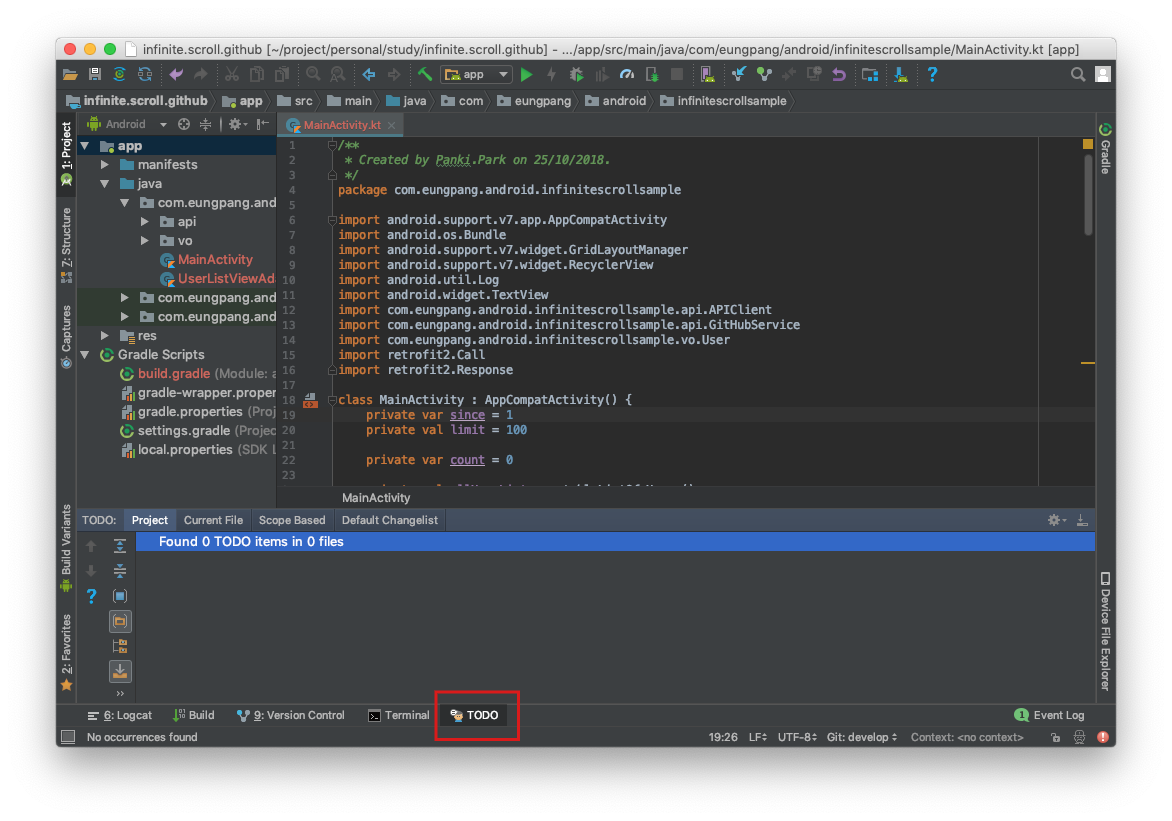 infinite.scroll.github [~/project/personal/study/infinite.scroll.github] - .../app/src/main/java/com/eungpang/android/infinitescrollsample/MainActivity.kt [app]
app
infinite.scroll.github app src main java com eungpang android infinitescrollsample
1: Project
Z: Structure
Captures
Build Variants
2: Favorites
Android
app
manifests
java
com.eungpang.and
api
vo
MainActivity
UserListViewAda
com.eungpang.and
com.eungpang.and
res
Gradle Scripts
build.gradle (Module: a
gradle-wrapper.proper
gradle.properties (Proj
settings.gradle (Projec
local.properties (SDK L
MainActivity.kt
1 /**
2 * Created by Panki.Park on 25/10/2018.
3 */
4 package com.eungpang.android.infinitescrollsample
5
6 import android.support.v7.app.AppCompatActivity
7 import android.os.Bundle
8 import android.support.v7.widget.GridLayoutManager
9 import android.support.v7.widget.RecyclerView
10 import android.util.Log
11 import android.widget.TextView
12 import com.eungpang.android.infinitescrollsample.api.APIClient
13 import com.eungpang.android.infinitescrollsample.api.GitHubService
14 import com.eungpang.android.infinitescrollsample.vo.User
15 import retrofit2.Call
16 import retrofit2.Response
17
18 class MainActivity : AppCompatActivity() {
19 private var since = 1
20 private val limit = 100
21
22 private var count = 0
23
MainActivity
Gradle
Device File Explorer
TODO: Project Current File Scope Based Default Changelist
Found 0 TODO items in 0 files
6: Logcat Build 9: Version Control Terminal TODO 1 Event Log
No occurrences found 19:26 LF UTF-8 Git: develop Context: <no context>